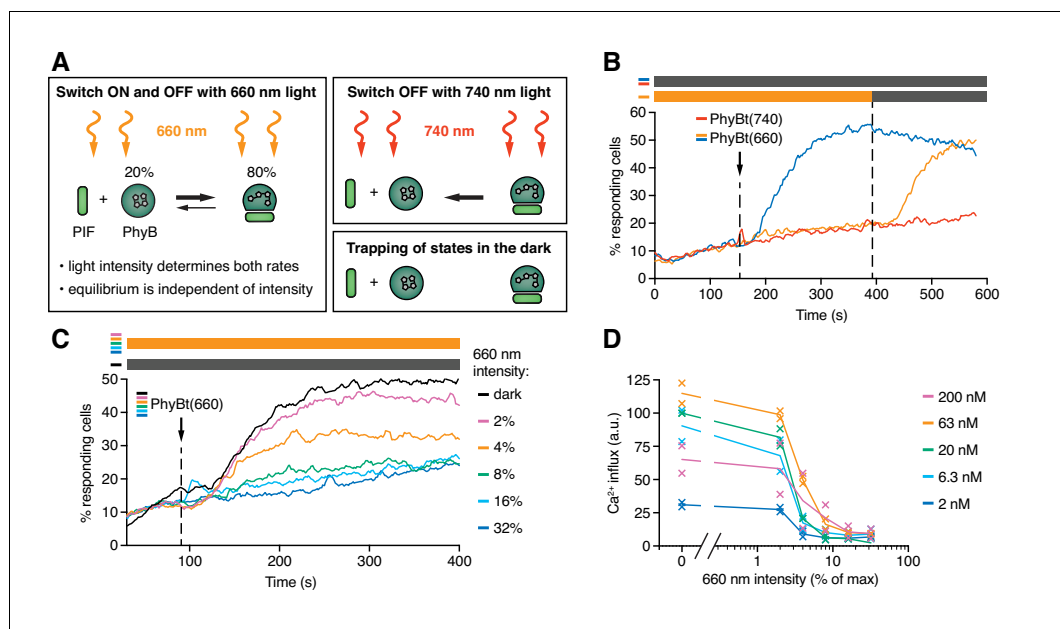 A
Switch ON and OFF with 660 nm light
660 nm
20%
80%
+
PIF
PhyB
• light intensity determines both rates
• equilibrium is independent of intensity
Switch OFF with 740 nm light
740 nm
+
Trapping of states in the dark
+
B
PhyBt(740)
PhyBt(660)
% responding cells
60
50
40
30
20
10
0
0
100
200
300
400
500
600
Time (s)
C
PhyBt(660)
% responding cells
50
40
30
20
10
0
100
200
300
400
Time (s)
660 nm
intensity:
dark
2%
4%
8%
16%
32%
D
Ca²⁺ influx (a.u.)
125
100
75
50
25
0
0
1
10
100
660 nm intensity (% of max)
200 nM
63 nM
20 nM
6.3 nM
2 nM